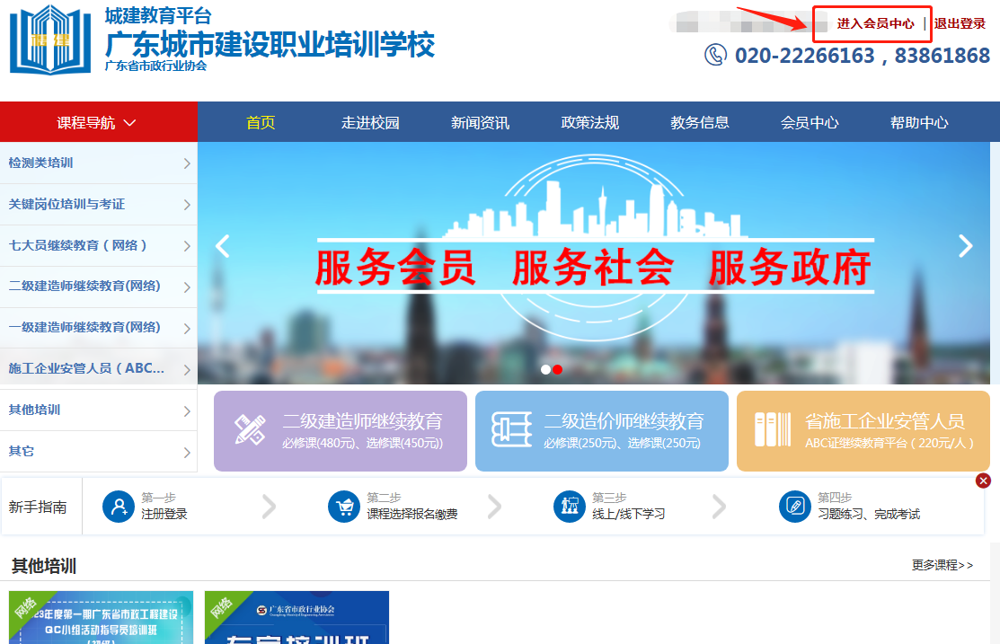 城建教育平台
广东城市建设职业培训学校
广东省市政行业协会
进入会员中心 | 退出登录
020-22266163，83861868
课程导航
首页 走进校园 新闻资讯 政策法规 教务信息 会员中心 帮助中心
检测类培训
关键岗位培训与考证
七大员继续教育（网络）
二级建造师继续教育(网络)
一级建造师继续教育(网络)
施工企业安管人员（ABC...
其他培训
其它
服务会员 服务社会 服务政府
二级建造师继续教育
必修课(480元)、选修课(450元))
二级造价师继续教育
必修课(250元)、选修课(250元)
省施工企业安管人员
ABC证继续教育平台（220元/人）
新手指南
第一步
注册登录
第二步
课程选择报名缴费
第三步
线上/线下学习
第四步
习题练习、完成考试
其他培训
更多课程>>
网络
23年度第一期广东省市政工程建设
QC小组活动指导员培训班
（初级）
网络
广东省市政行业协会
专家培训班